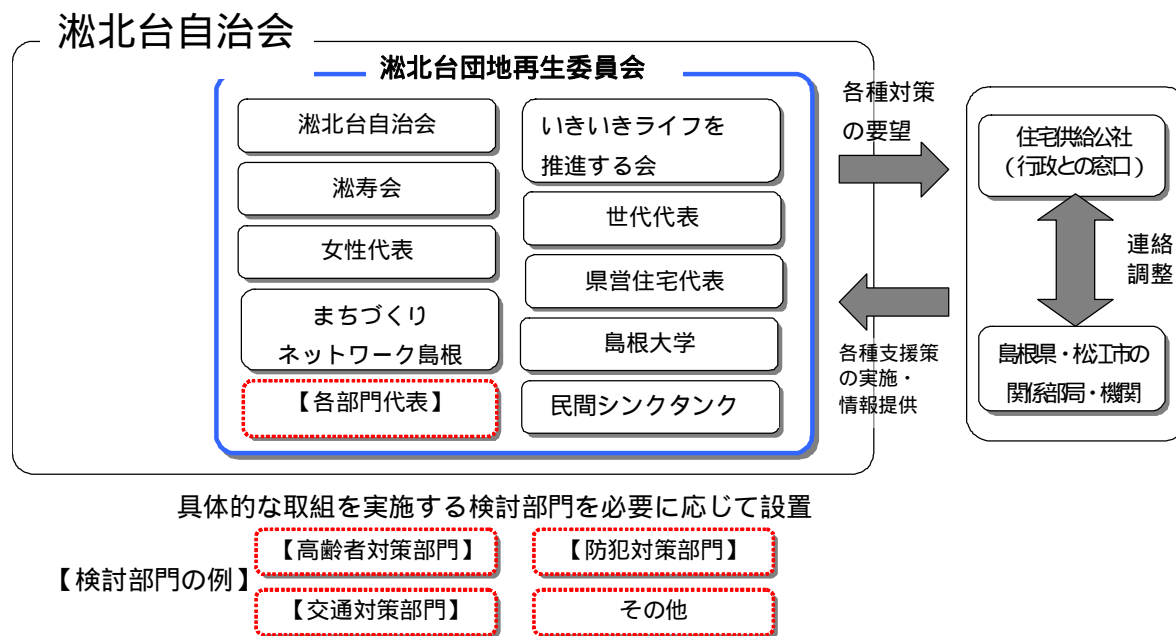 淞北台自治会
淞北台団地再生委員会
淞北台自治会
淞寿会
女性代表
まちづくり
ネットワーク島根
【各部門代表】
いきいきライフを
推進する会
世代代表
県営住宅代表
島根大学
民間シンクタンク
各種対策
の要望
各種支援策
の実施・
情報提供
住宅供給公社
(行政との窓口)
連絡
調整
島根県・松江市の
関係部局・機関
具体的な取組を実施する検討部門を必要に応じて設置
【検討部門の例】
【高齢者対策部門】
【防犯対策部門】
【交通対策部門】
その他